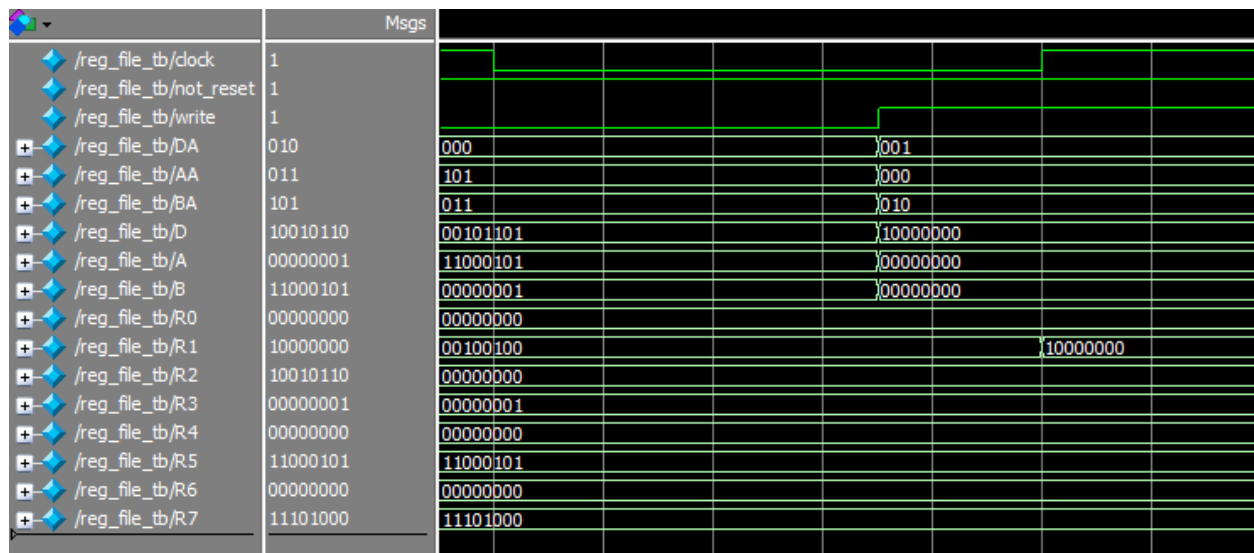 Msgs
/reg_file_tb/clock 1
/reg_file_tb/not_reset 1
/reg_file_tb/write 1
/reg_file_tb/DA 010 000 001
/reg_file_tb/AA 011 101 000
/reg_file_tb/BA 101 011 010
/reg_file_tb/D 10010110 00101101 10000000
/reg_file_tb/A 00000001 11000101 00000000
/reg_file_tb/B 11000101 00000001 00000000
/reg_file_tb/R0 00000000 00000000
/reg_file_tb/R1 10000000 00100100 10000000
/reg_file_tb/R2 10010110 00000000
/reg_file_tb/R3 00000001 00000001
/reg_file_tb/R4 00000000 00000000
/reg_file_tb/R5 11000101 11000101
/reg_file_tb/R6 00000000 00000000
/reg_file_tb/R7 11101000 11101000